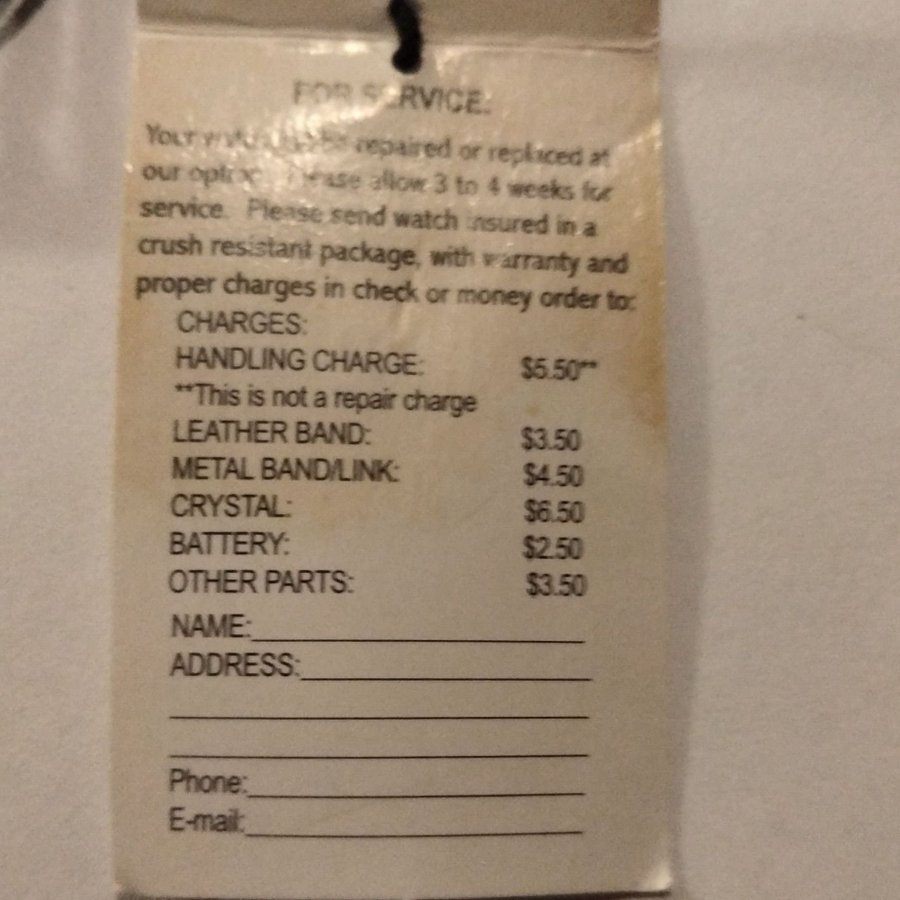 FOR SERVICE:
Your watch will be repaired or replaced at
our option. Please allow 3 to 4 weeks for
service. Please send watch insured in a
crush resistant package, with warranty and
proper charges in check or money order to:
CHARGES:
HANDLING CHARGE: $5.50**
**This is not a repair charge
LEATHER BAND: $3.50
METAL BAND/LINK: $4.50
CRYSTAL: $6.50
BATTERY: $2.50
OTHER PARTS: $3.50
NAME:
ADDRESS:
Phone:
E-mail: